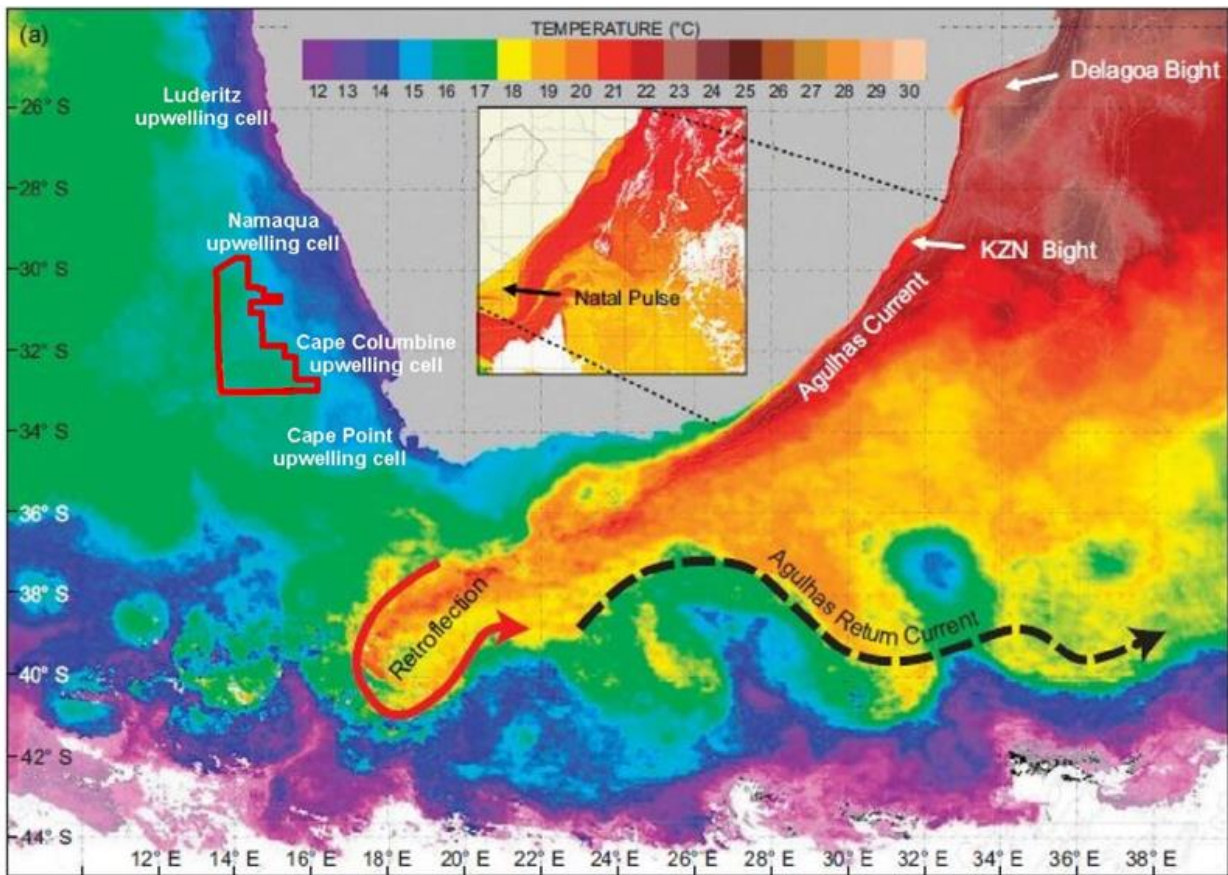 (a)
TEMPERATURE (°C)
12 13 14 15 16 17 18 19 20 21 22 23 24 25 26 27 28 29 30
Delagoa Bight
26° S
Luderitz
upwelling cell
28° S
Namaqua
upwelling cell
KZN Bight
30° S
Natal Pulse
Agulhas Current
32° S
Cape Columbine
upwelling cell
34° S
Cape Point
upwelling cell
36° S
38° S
Retroflection
Agulhas Return Current
40° S
42° S
44° S
12° E 14° E 16° E 18° E 20° E 22° E 24° E 26° E 28° E 30° E 32° E 34° E 36° E 38° E